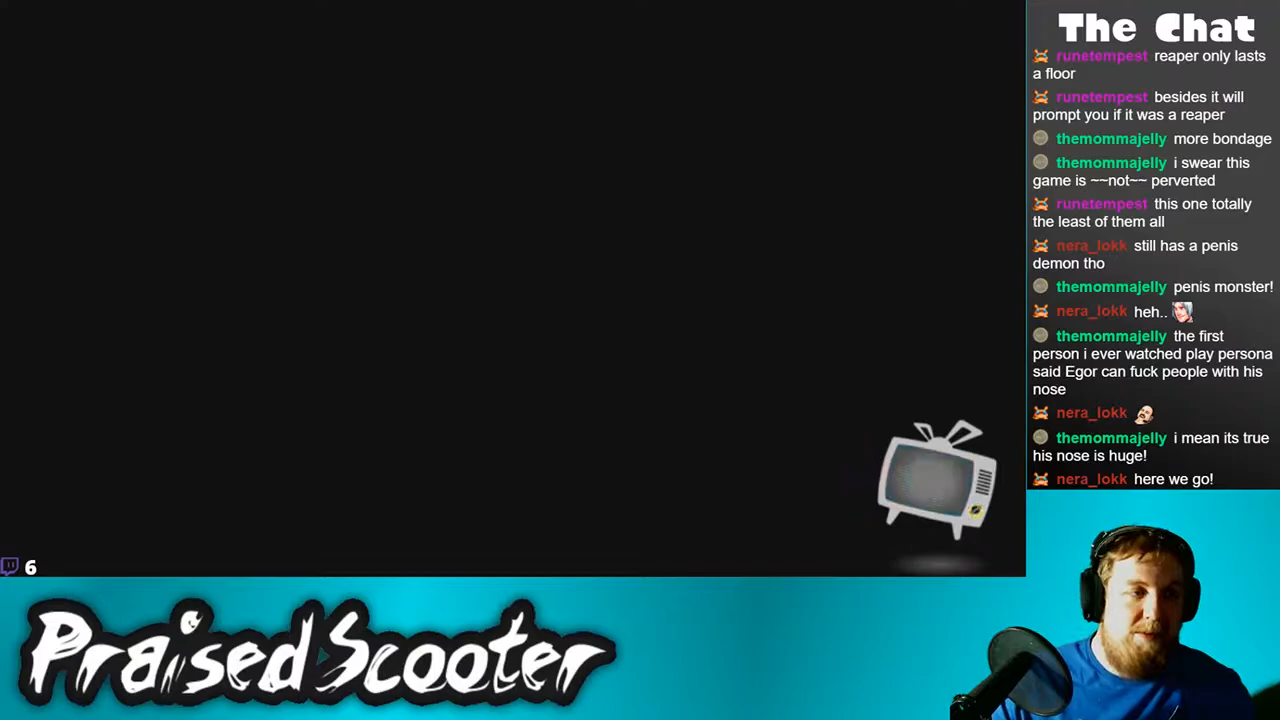 The Chat
runetempest reaper only lasts
a floor
runetempest besides it will
prompt you if it was a reaper
themommajelly more bondage
themommajelly i swear this
game is ~~not~~ perverted
runetempest this one totally
the least of them all
nera_lokk still has a penis
demon tho
themommajelly penis monster!
nera_lokk heh..
themommajelly the first
person i ever watched play persona
said Egor can fuck people with his
nose
nera_lokk
themommajelly i mean its true
his nose is huge!
nera_lokk here we go!
6
PraisedScooter